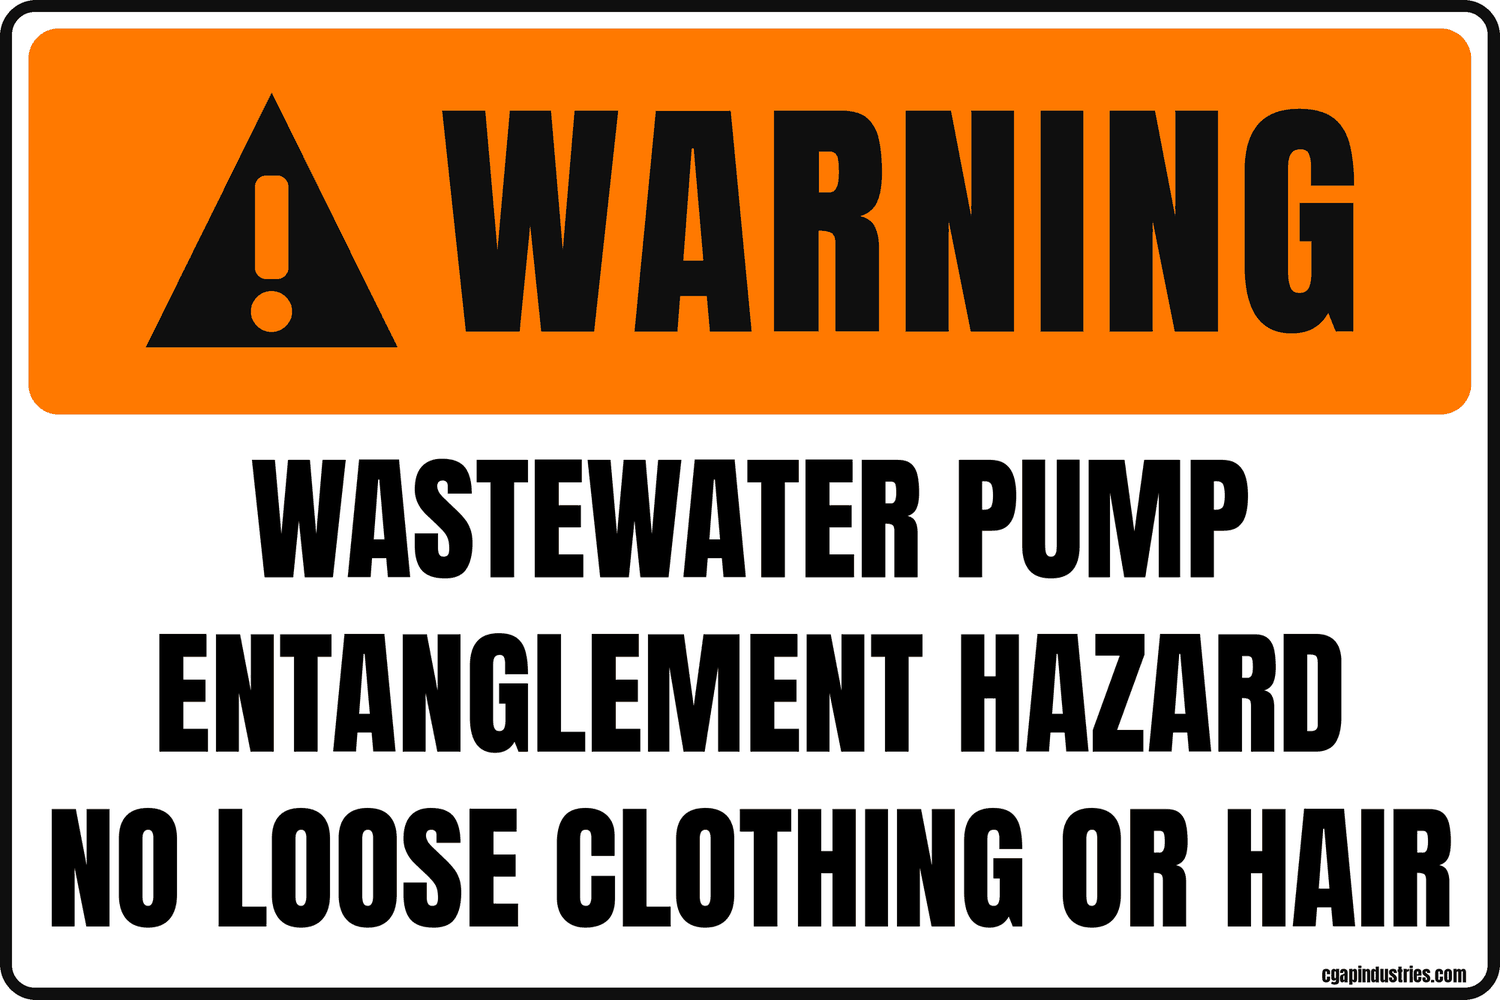 WARNING
WASTEWATER PUMP
ENTANGLEMENT HAZARD
NO LOOSE CLOTHING OR HAIR
cgapindustries.com